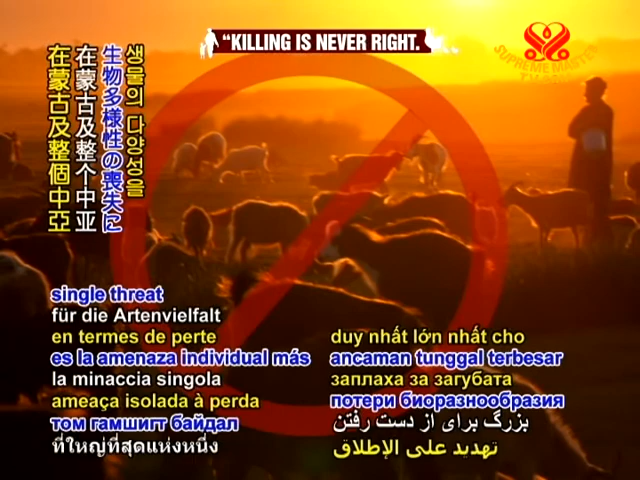 "KILLING IS NEVER RIGHT.
SUPREME MASTER
생물의 다양성을
生物多様性の喪失に
在蒙古及整个中亚
在蒙古及整個中亞
single threat
für die Artenvielfalt
en termes de perte
es la amenaza individual más
la minaccia singola
ameaça isolada à perda
том гамшигт байдал
ที่ใหญ่ที่สุดแห่งหนึ่ง
duy nhất lớn nhất cho
ancaman tunggal terbesar
заплаха за загубата
потери биоразнообразия
بزرگ برای از دست رفتن
تهديد على الإطلاق